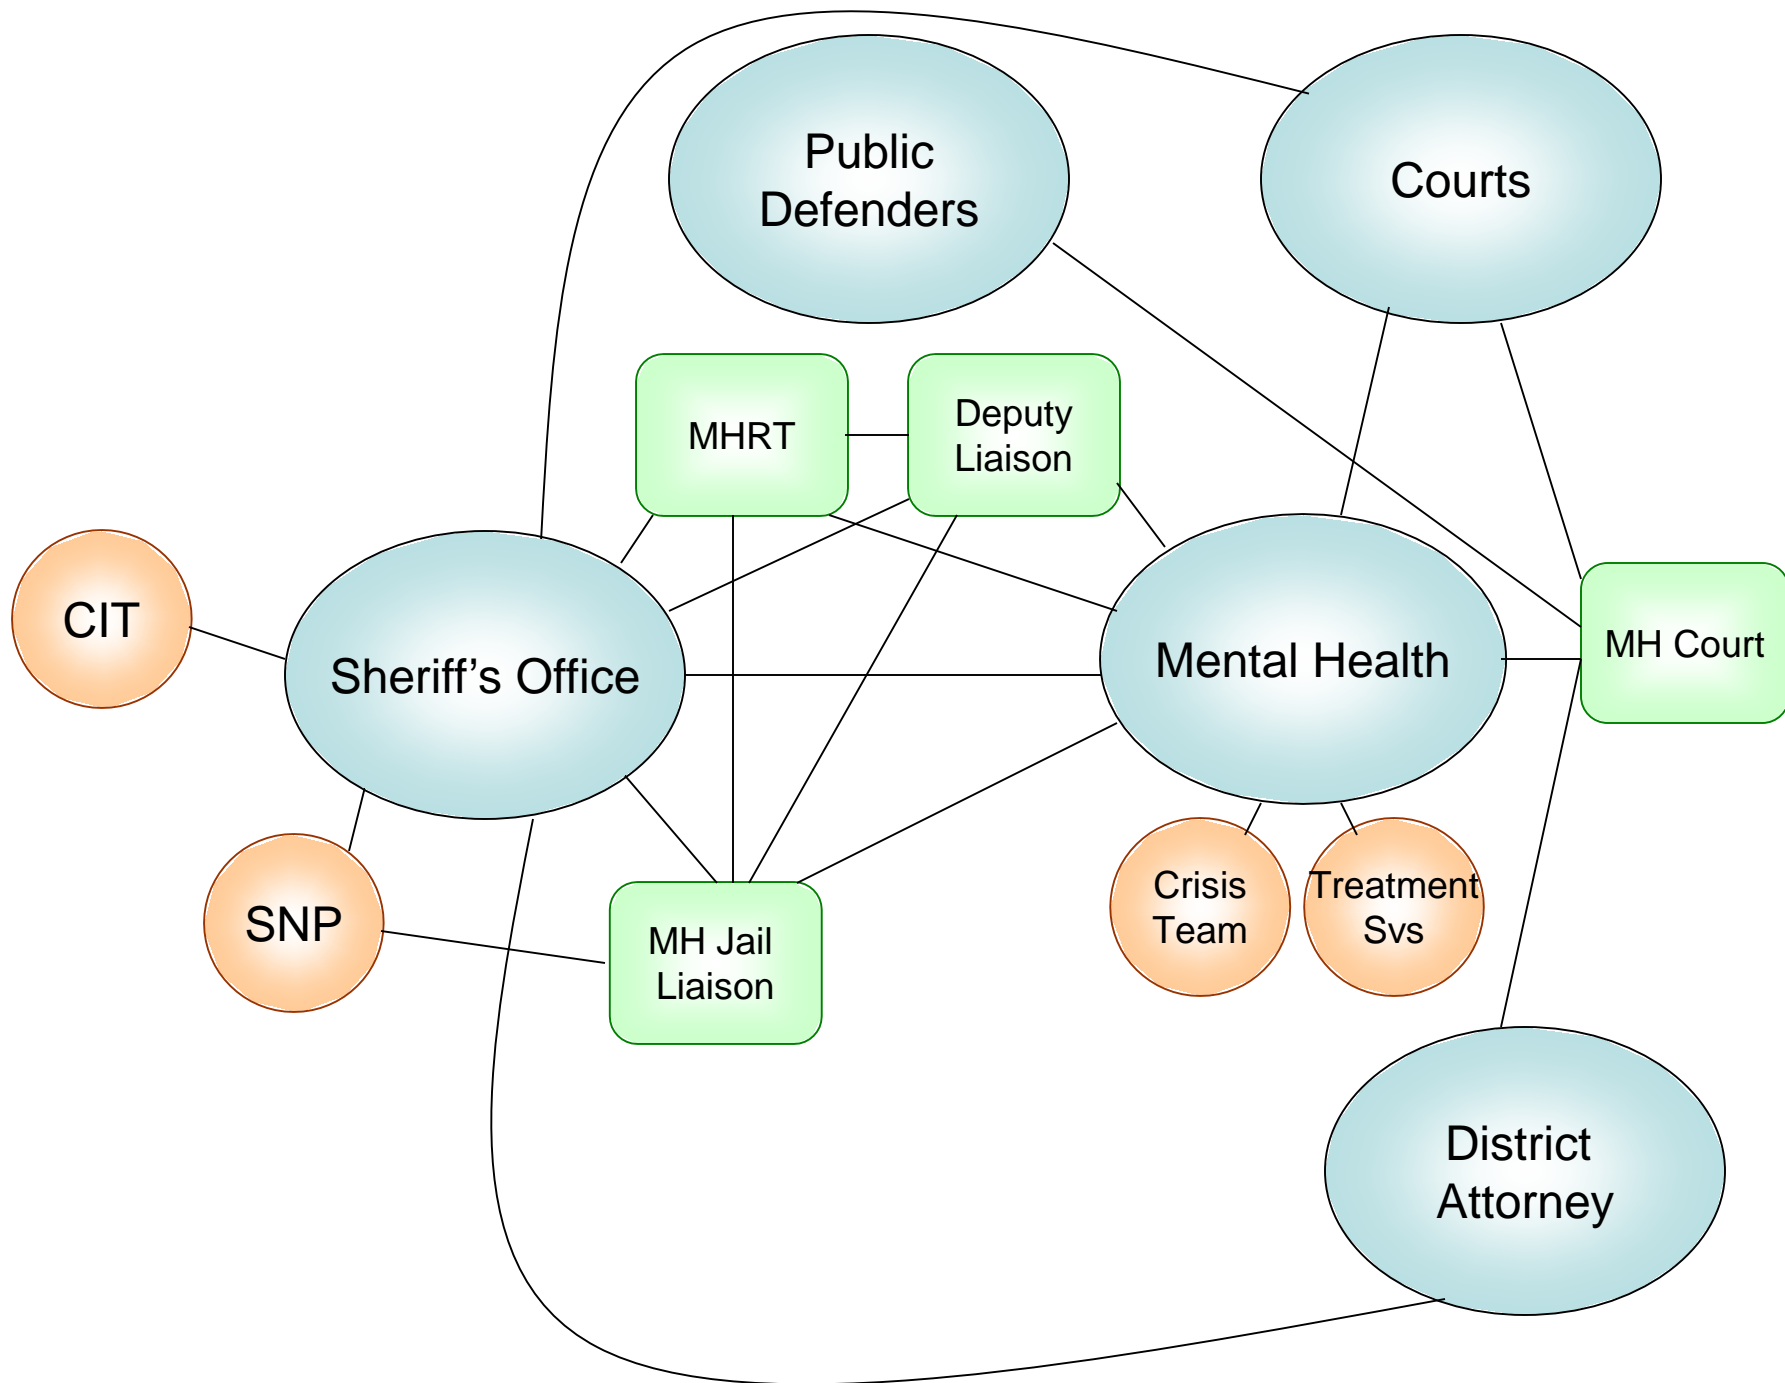 Public
Defenders
Courts
MHRT
Deputy
Liaison
CIT
Sheriff’s Office
Mental Health
MH Court
SNP
MH Jail
Liaison
Crisis
Team
Treatment
Svs
District
Attorney